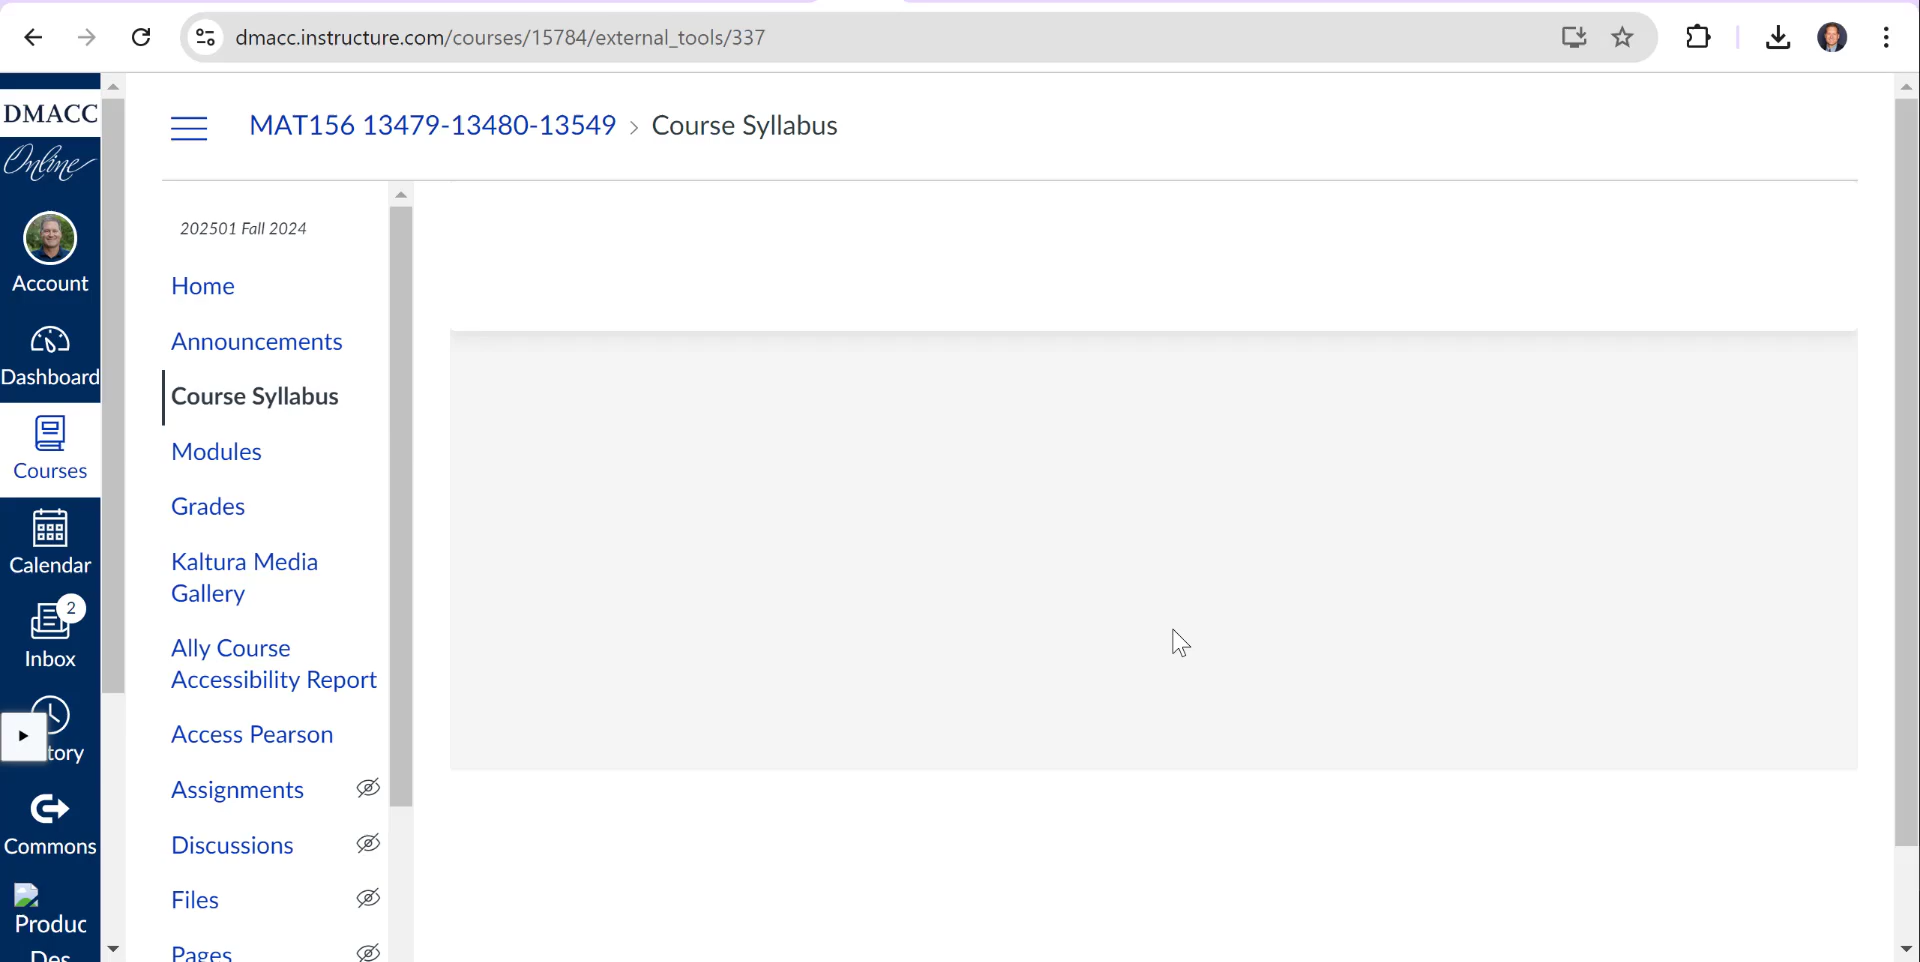 dmacc.instructure.com/courses/15784/external_tools/337
DMACC
Online
Account
Dashboard
Courses
Calendar
2
Inbox
tory
Commons
Produc
Des
MAT156 13479-13480-13549 > Course Syllabus
202501 Fall 2024
Home
Announcements
Course Syllabus
Modules
Grades
Kaltura Media
Gallery
Ally Course
Accessibility Report
Access Pearson
Assignments
Discussions
Files
Pages